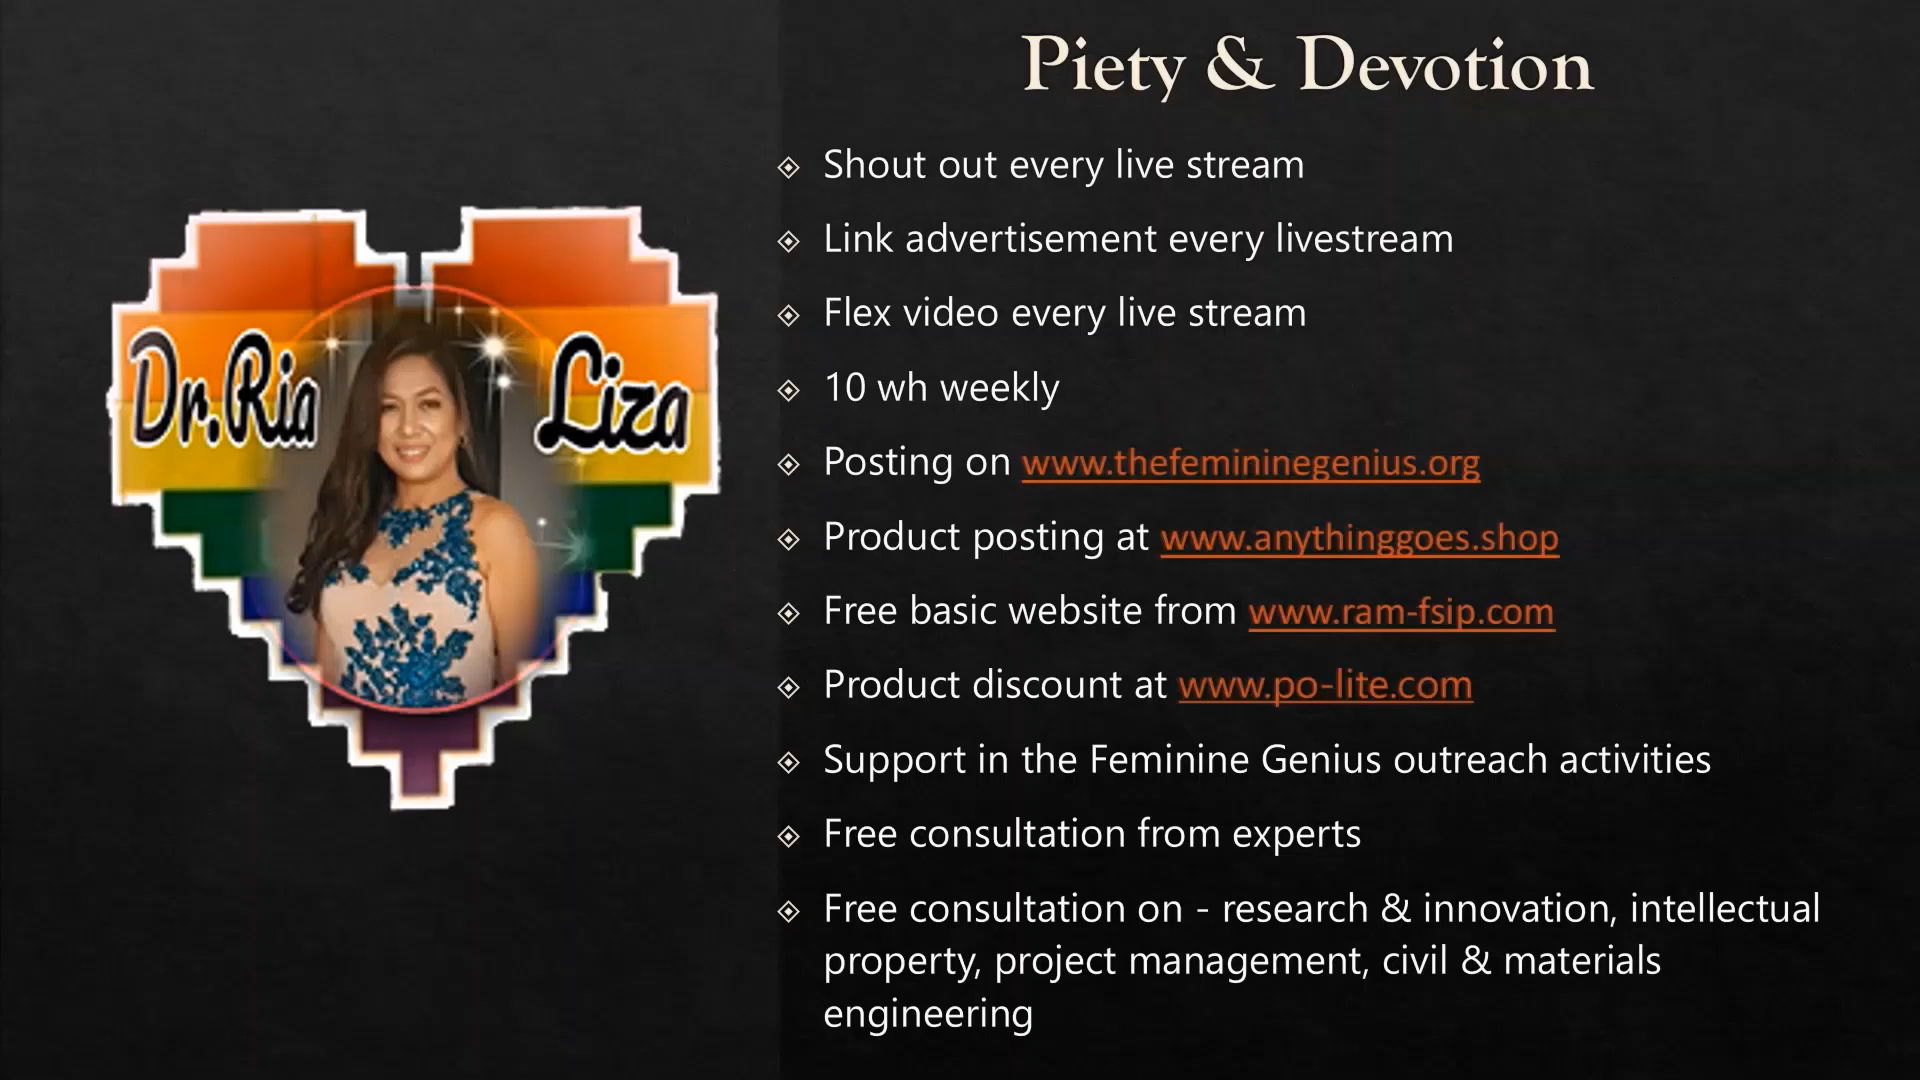 Piety & Devotion
Shout out every live stream
Link advertisement every livestream
Flex video every live stream
10 wh weekly
Posting on www.thefemininegenius.org
Product posting at www.anythinggoes.shop
Free basic website from www.ram-fsip.com
Product discount at www.po-lite.com
Support in the Feminine Genius outreach activities
Free consultation from experts
Free consultation on - research & innovation, intellectual
property, project management, civil & materials
engineering
Dr.Ria Liza